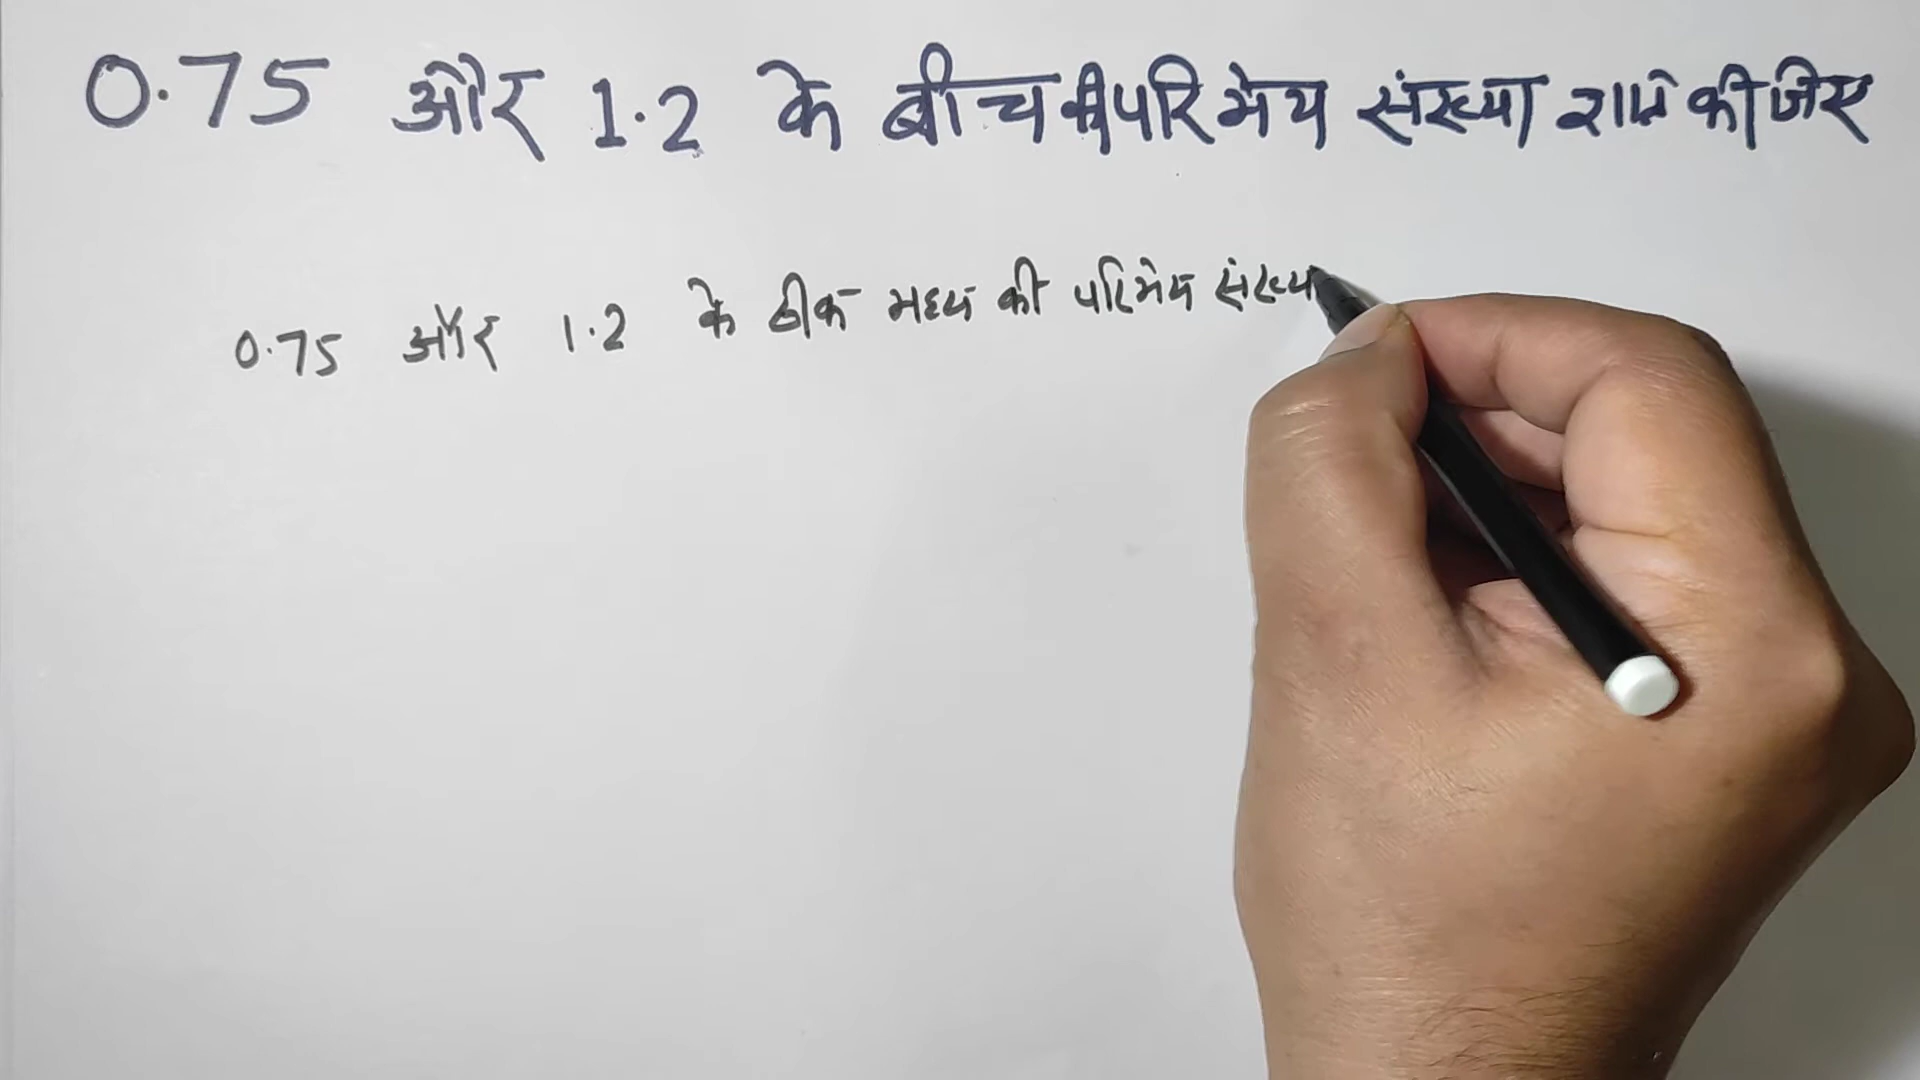 0.75 और 1.2 के बीच की परिमेय संख्या ज्ञात कीजिए
0.75 और 1.2 के ठीक मध्य की परिमेय संख्या